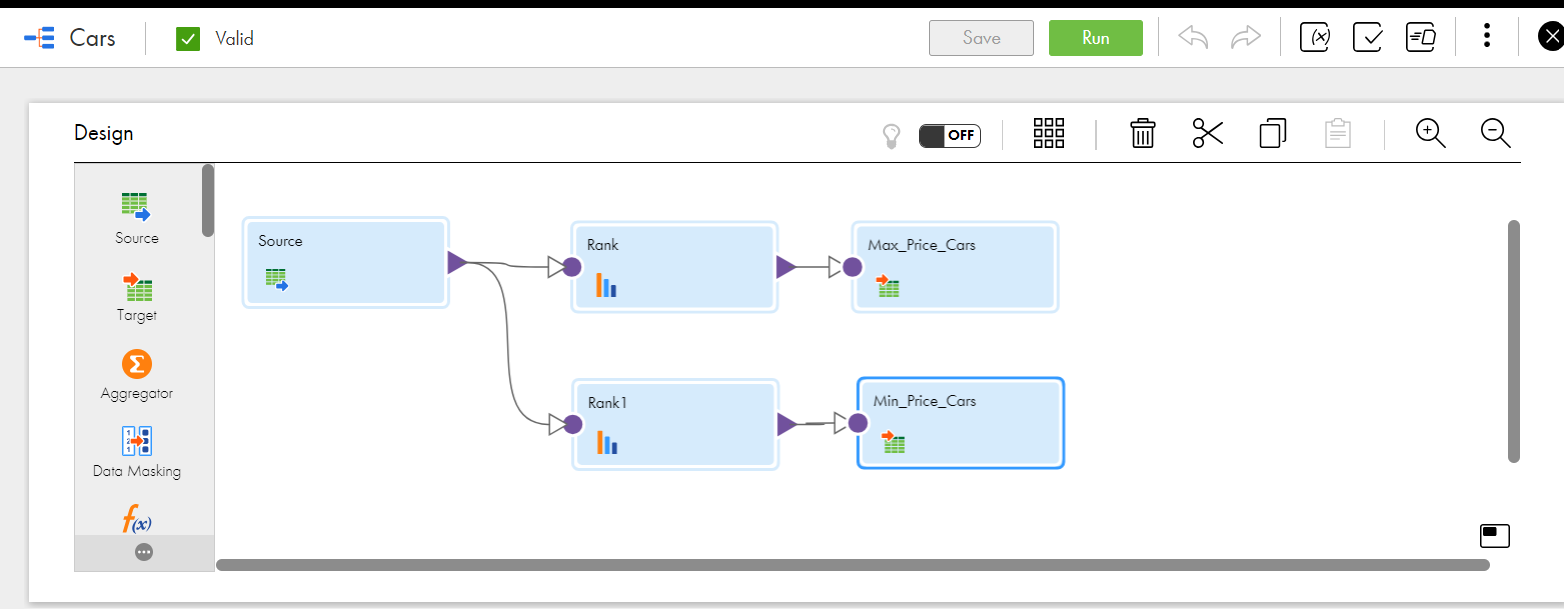 Cars
Valid
Save
Run
(x)
Design
OFF
Source
Target
Σ
Aggregator
Data Masking
f(x)
Source
Rank
Max_Price_Cars
Rank1
Min_Price_Cars